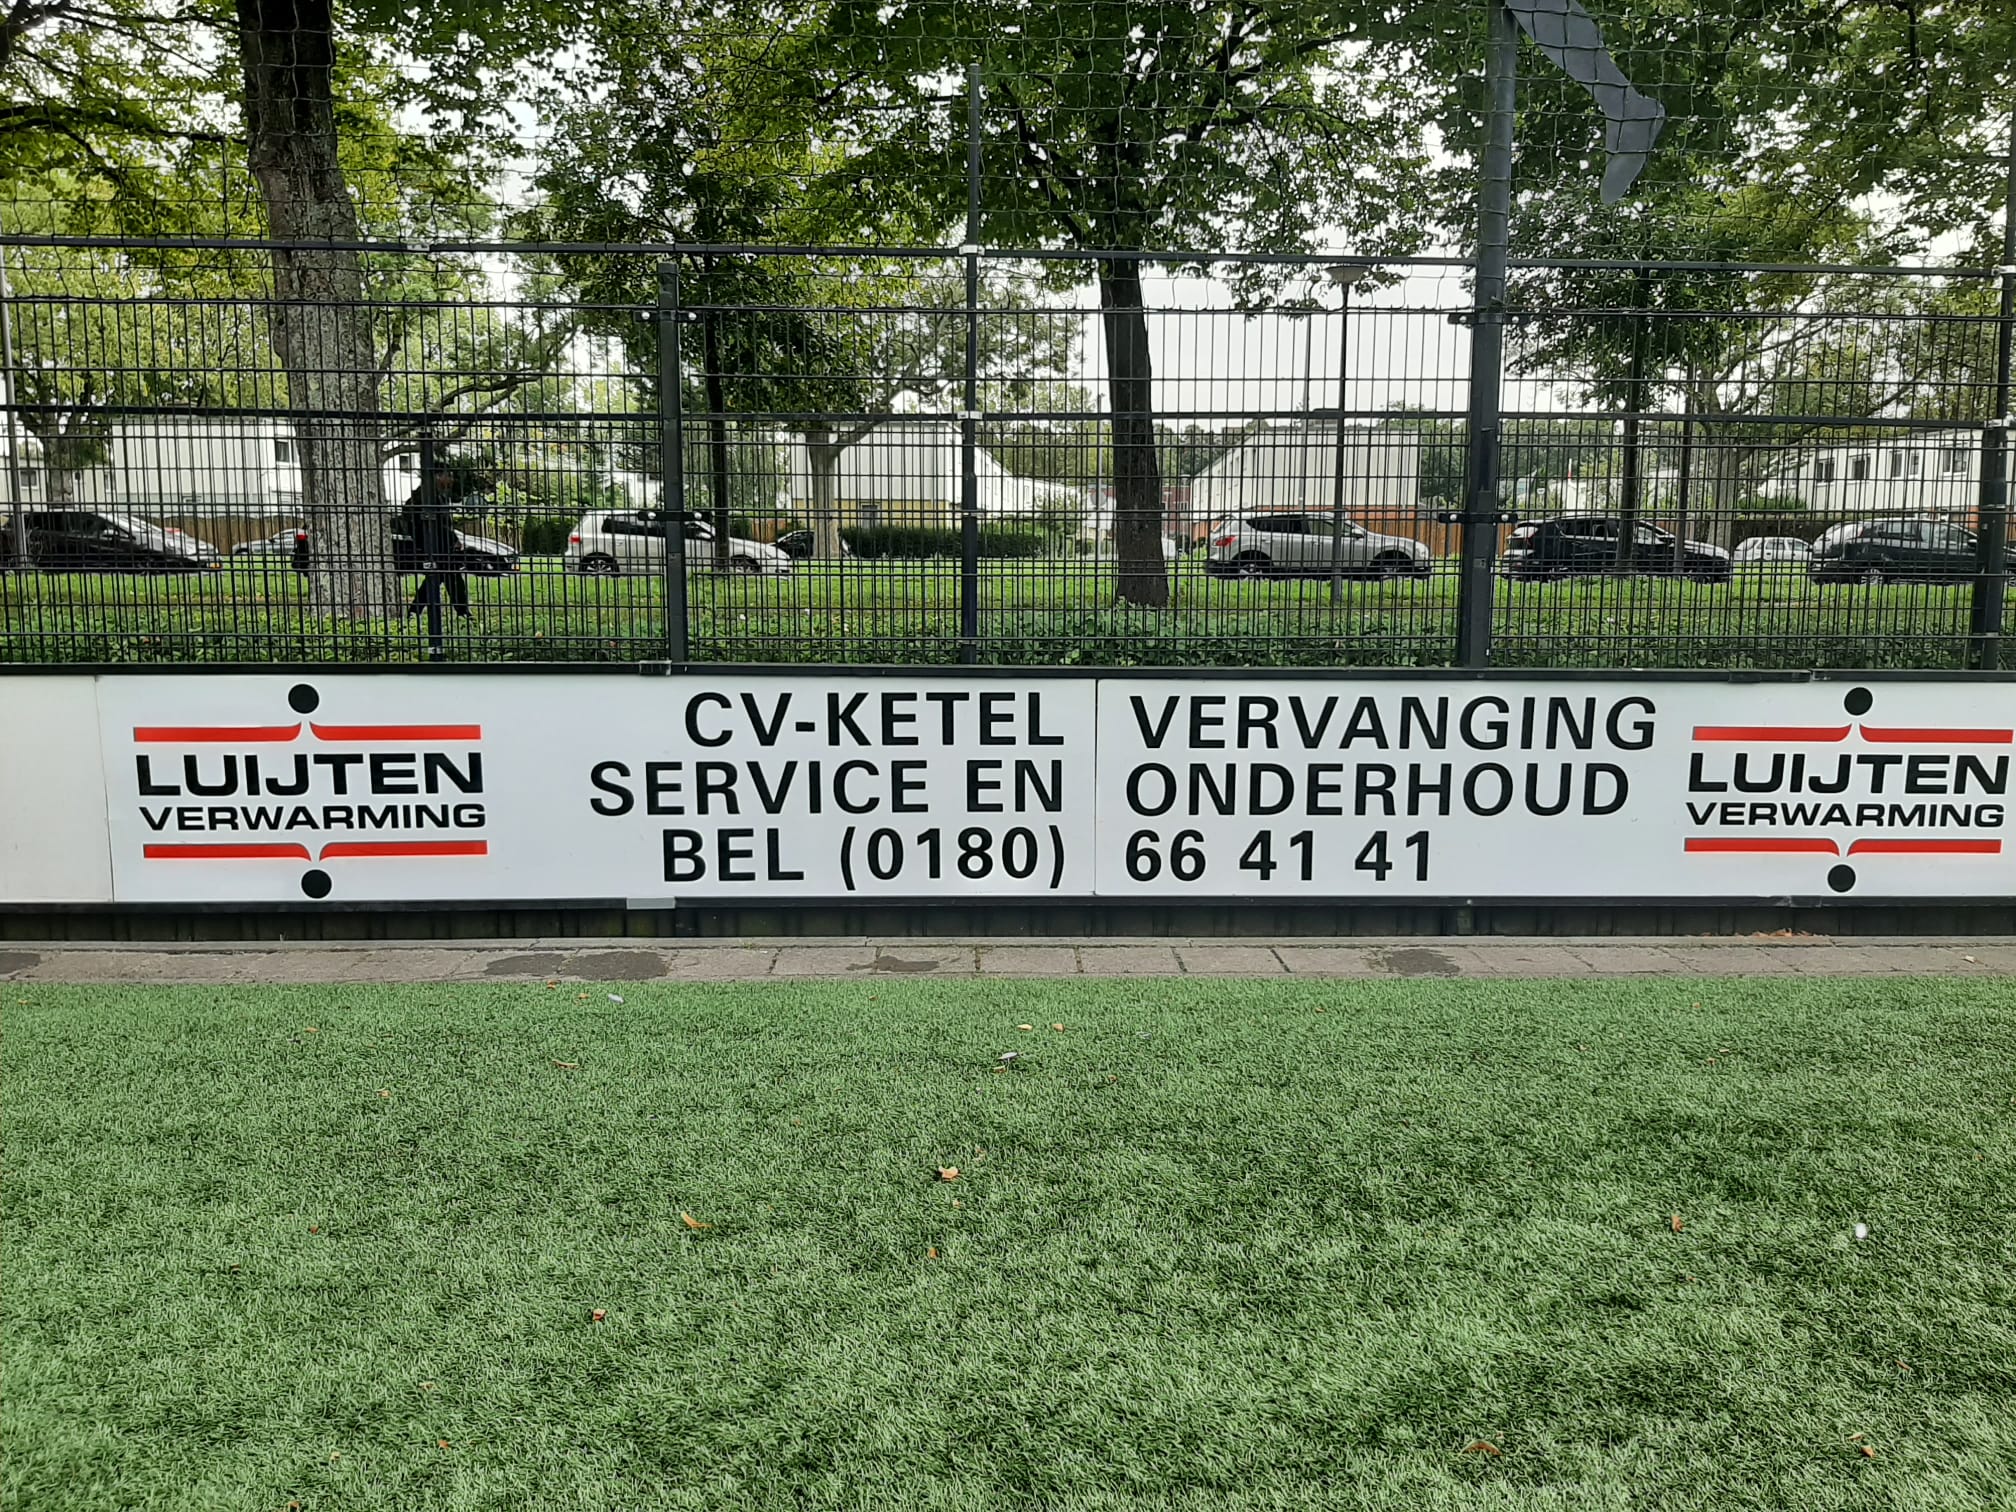 LUIJTEN
VERWARMING
CV-KETEL VERVANGING
SERVICE EN ONDERHOUD
BEL (0180) 66 41 41
LUIJTEN
VERWARMING